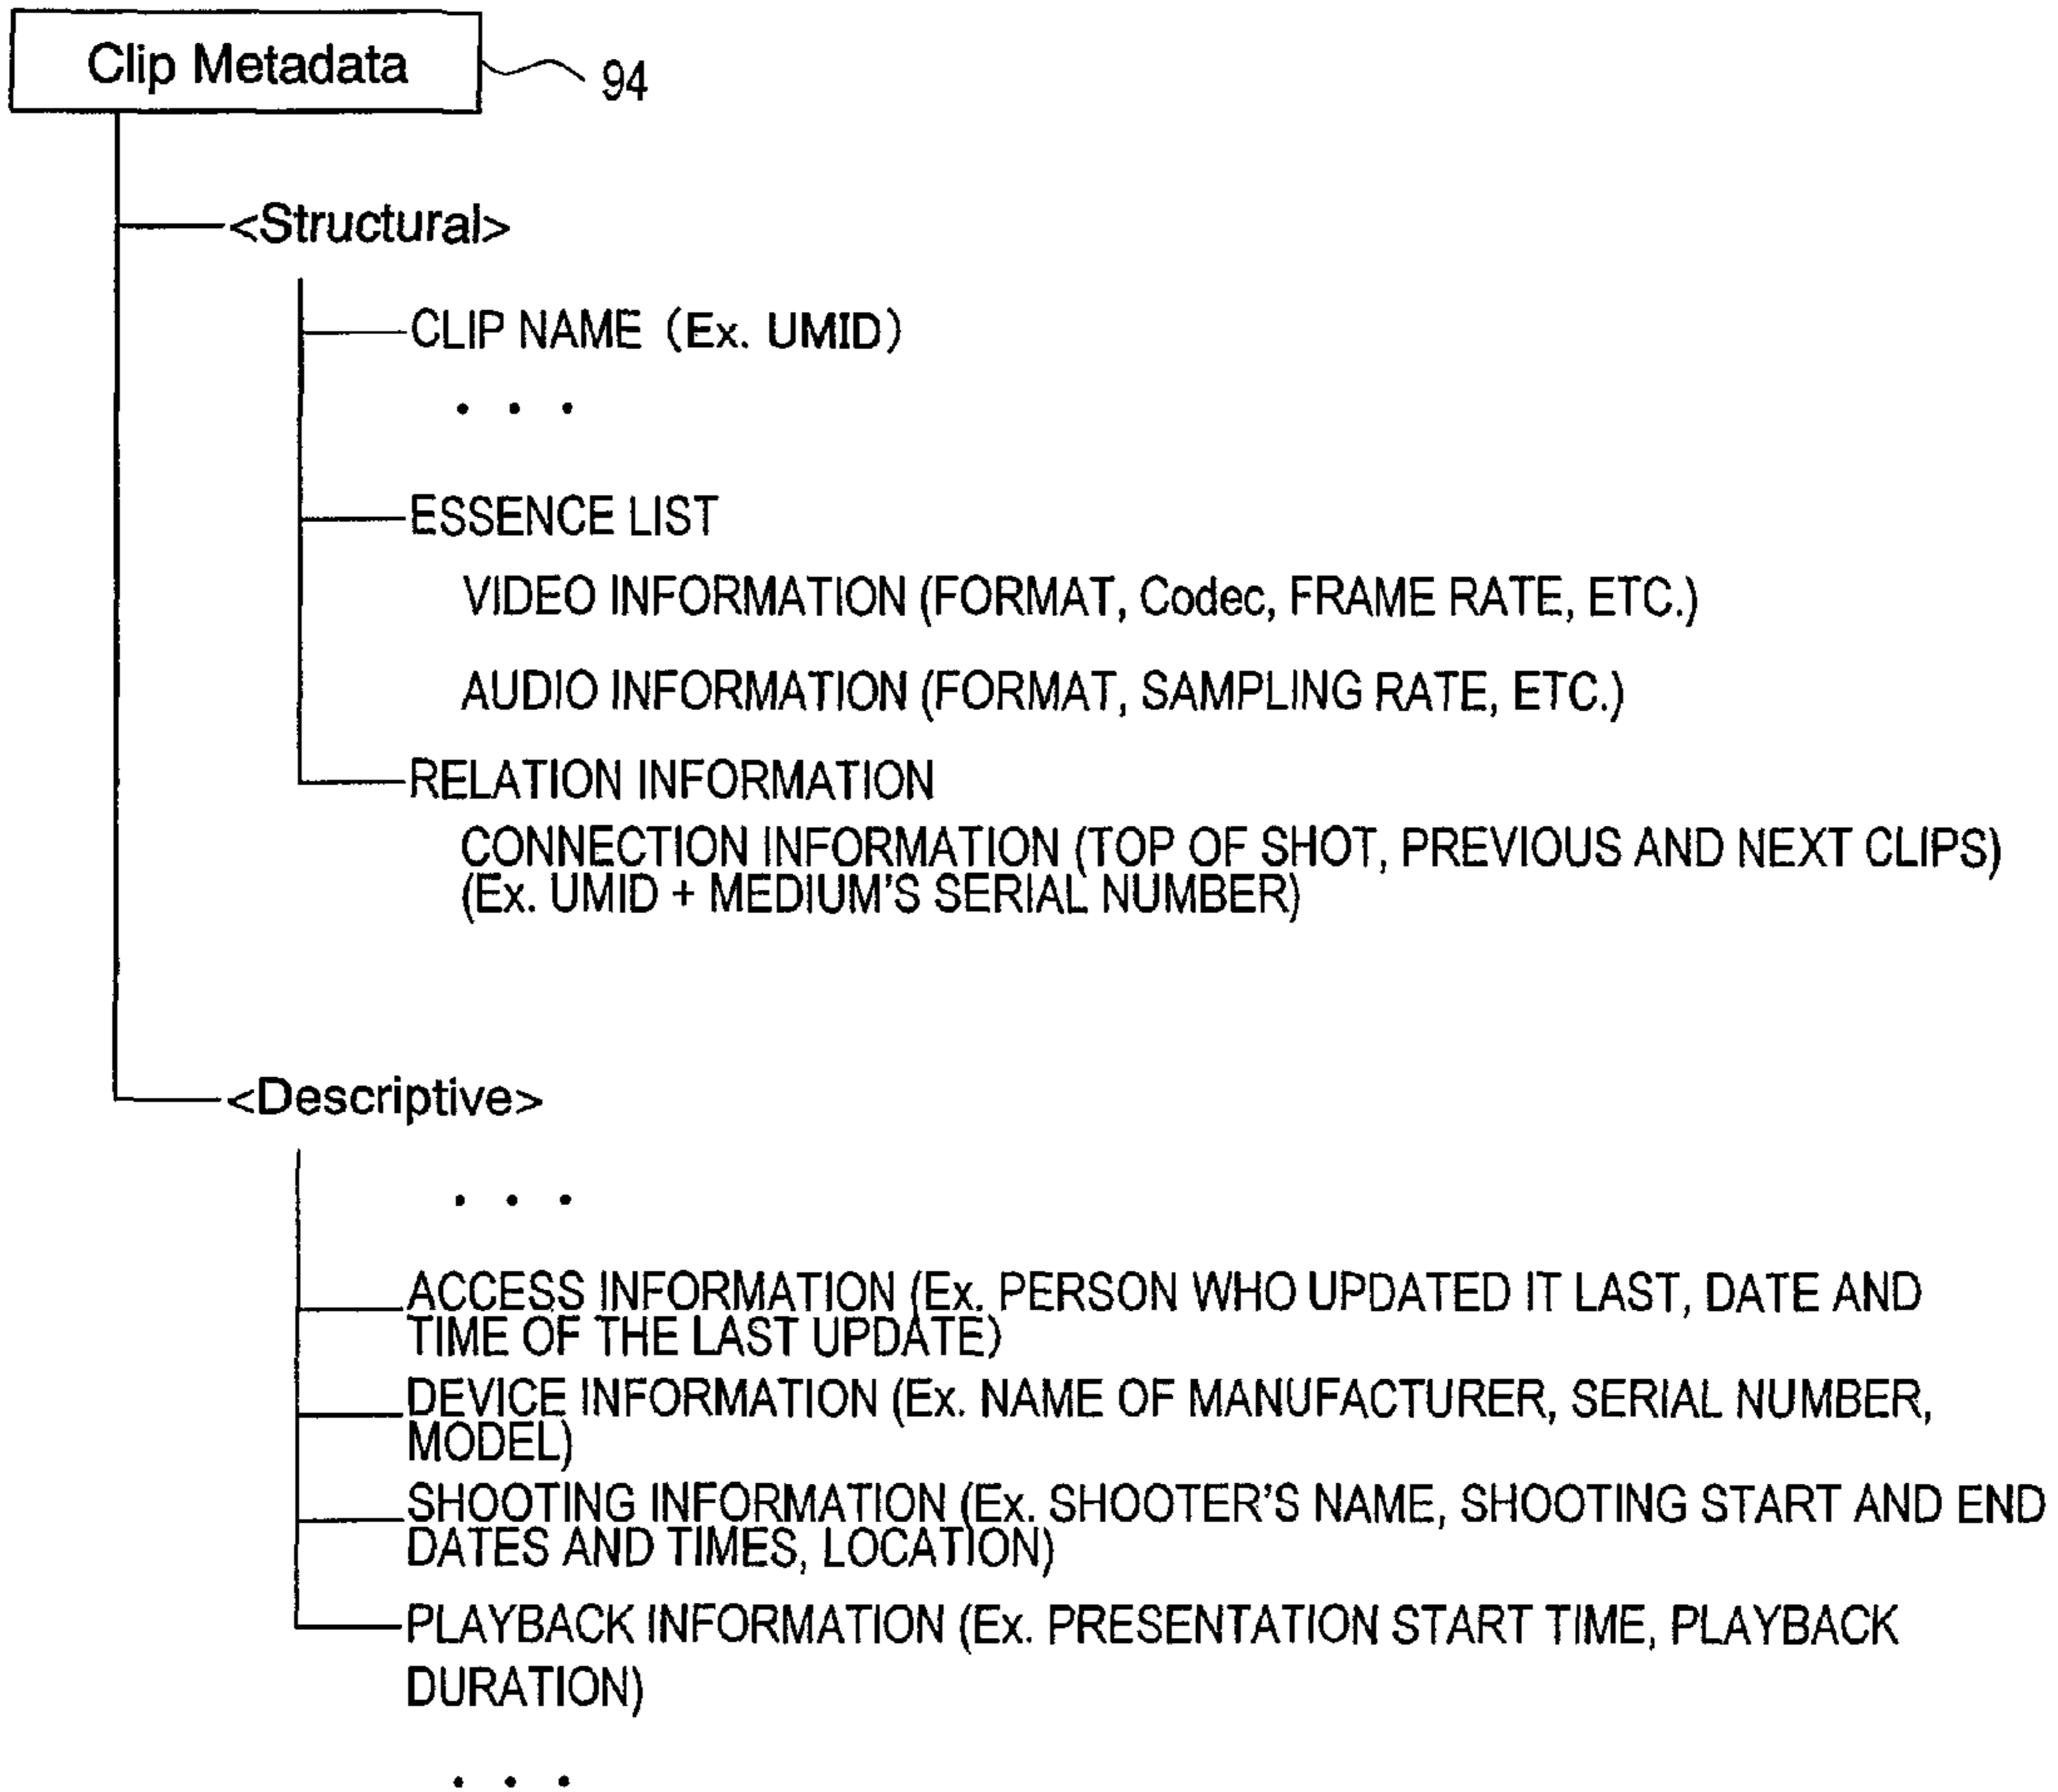 Clip Metadata
94
<Structural>
CLIP NAME (Ex. UMID)
. . .
ESSENCE LIST
VIDEO INFORMATION (FORMAT, Codec, FRAME RATE, ETC.)
AUDIO INFORMATION (FORMAT, SAMPLING RATE, ETC.)
RELATION INFORMATION
CONNECTION INFORMATION (TOP OF SHOT, PREVIOUS AND NEXT CLIPS)
(Ex. UMID + MEDIUM'S SERIAL NUMBER)
<Descriptive>
. . .
ACCESS INFORMATION (Ex. PERSON WHO UPDATED IT LAST, DATE AND
TIME OF THE LAST UPDATE)
DEVICE INFORMATION (Ex. NAME OF MANUFACTURER, SERIAL NUMBER,
MODEL)
SHOOTING INFORMATION (Ex. SHOOTER'S NAME, SHOOTING START AND END
DATES AND TIMES, LOCATION)
PLAYBACK INFORMATION (Ex. PRESENTATION START TIME, PLAYBACK
DURATION)
. . .